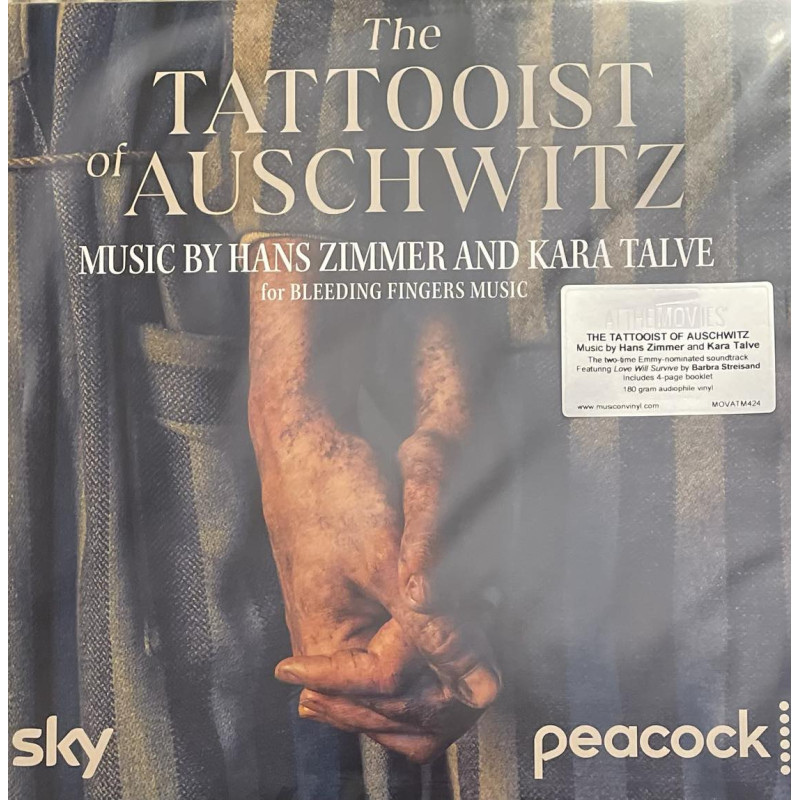 The
TATTOOIST
of AUSCHWITZ
MUSIC BY HANS ZIMMER AND KARA TALVE
for BLEEDING FINGERS MUSIC
AT THE MOVIES
THE TATTOOIST OF AUSCHWITZ
Music by Hans Zimmer and Kara Talve
The two-time Emmy-nominated soundtrack
Featuring Love Will Survive by Barbra Streisand
Includes 4-page booklet
180 gram audiophile vinyl
www.musiconvinyl.com MOVATM424
sky
peacock